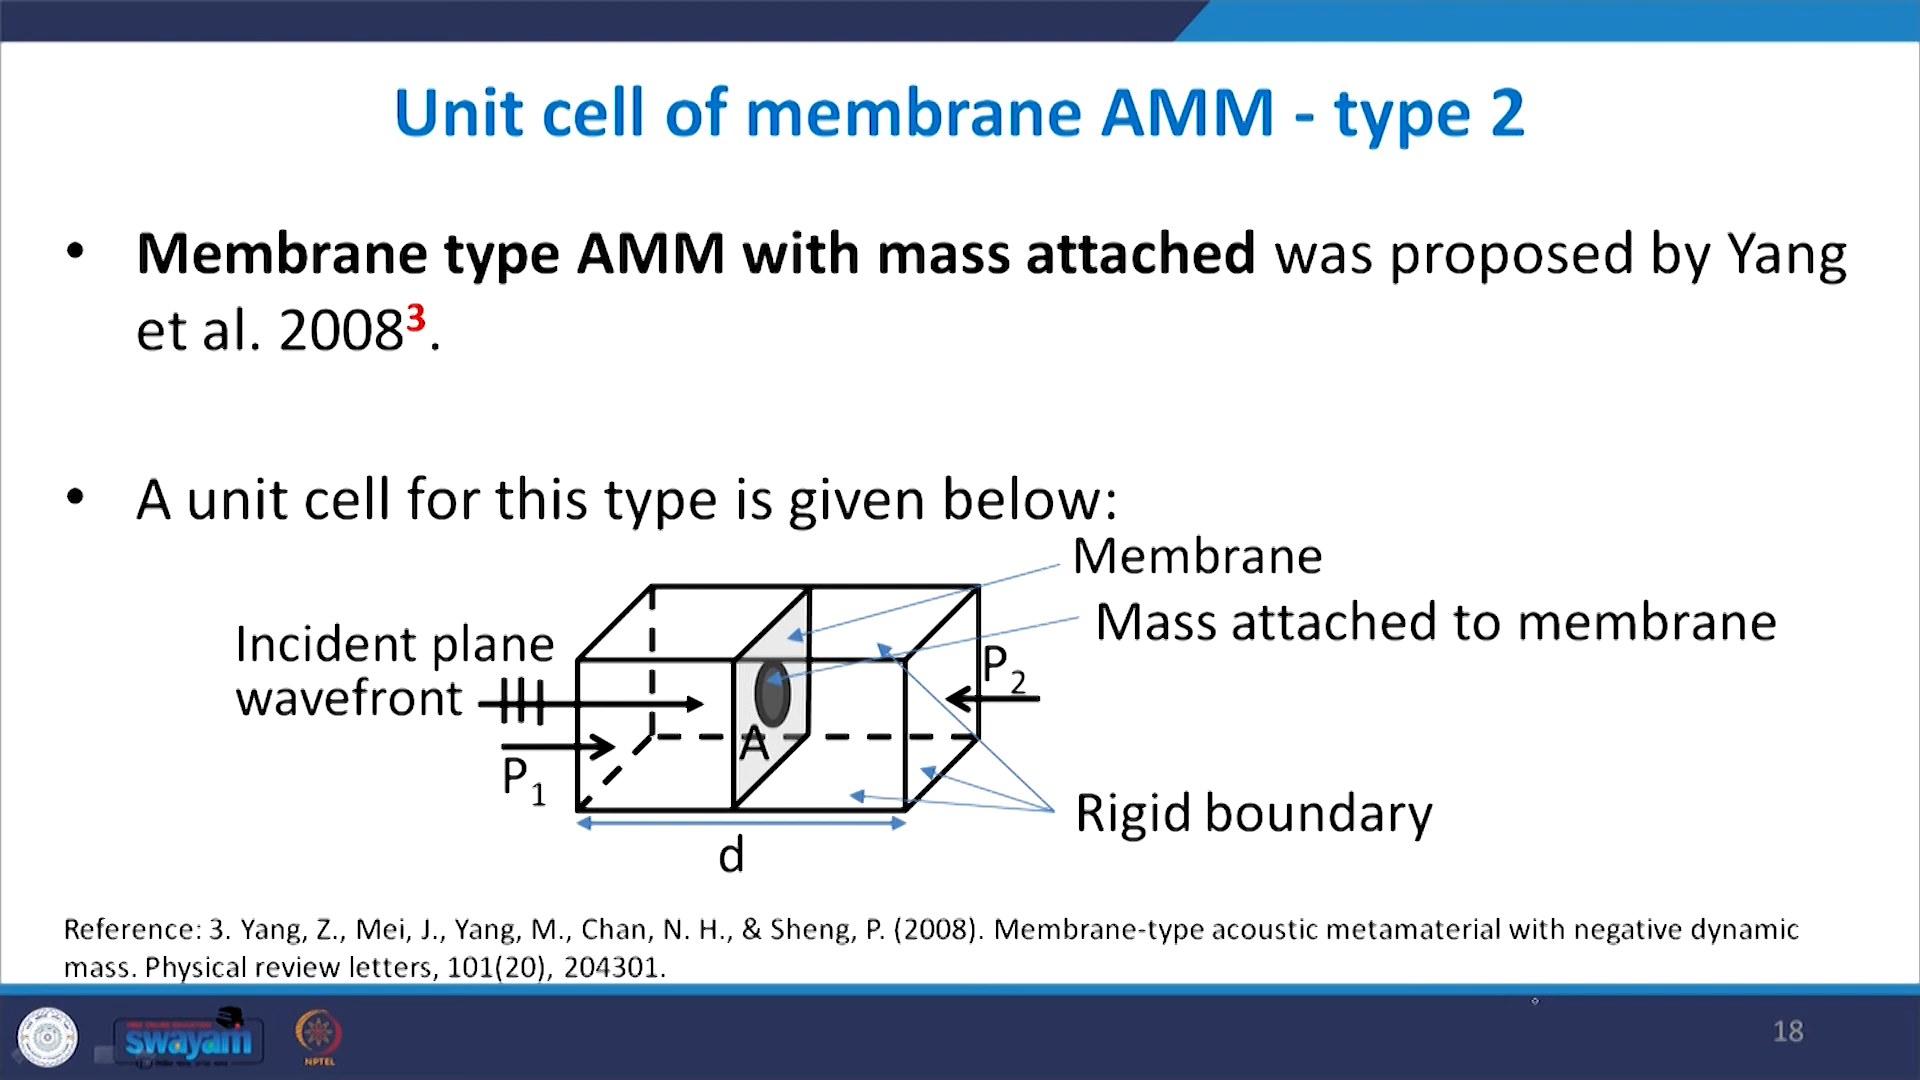 Unit cell of membrane AMM - type 2
• Membrane type AMM with mass attached was proposed by Yang
et al. 2008³.
• A unit cell for this type is given below:
Membrane
Mass attached to membrane
Incident plane
wavefront
P₂
A
P₁
Rigid boundary
d
Reference: 3. Yang, Z., Mei, J., Yang, M., Chan, N. H., & Sheng, P. (2008). Membrane-type acoustic metamaterial with negative dynamic
mass. Physical review letters, 101(20), 204301.
swayam
NPTEL
18